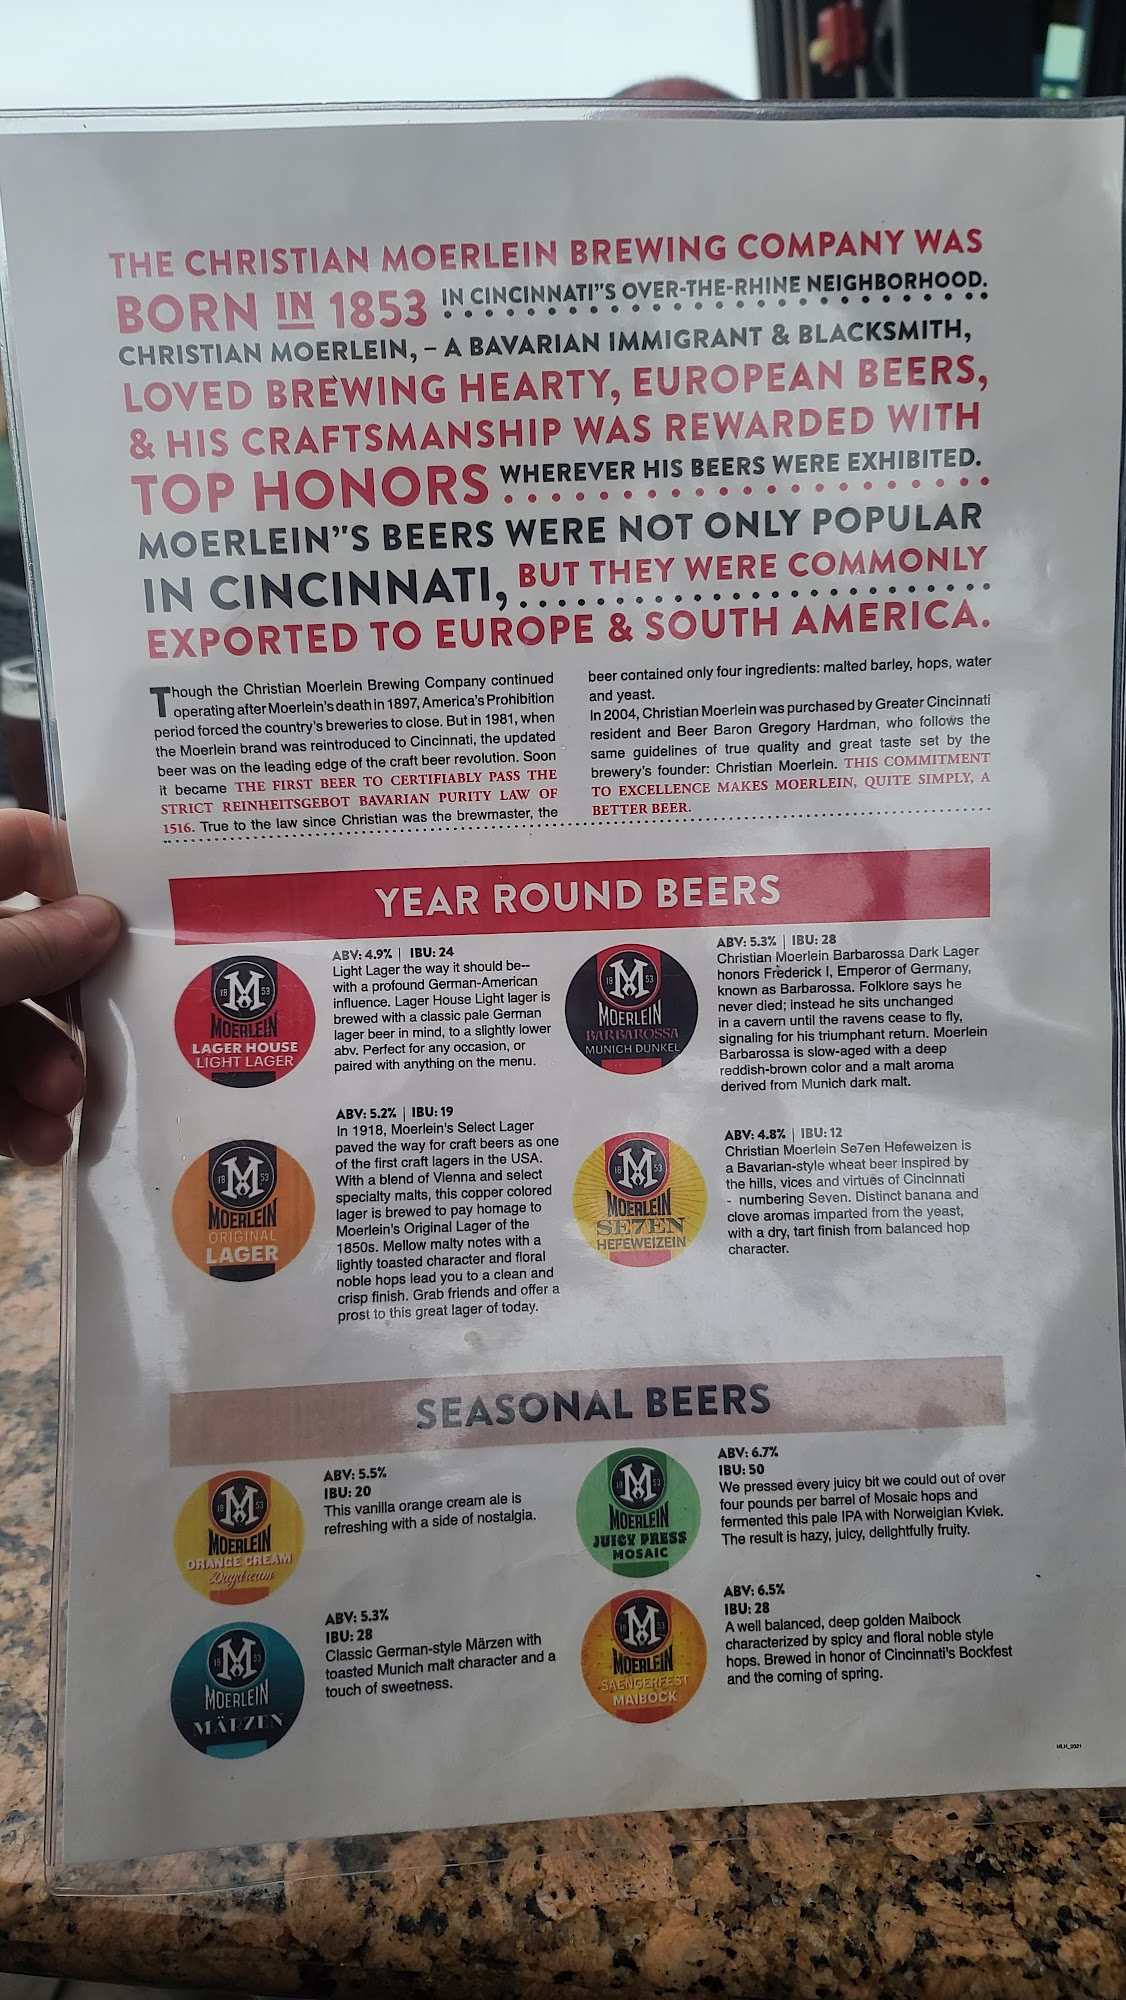 THE CHRISTIAN MOERLEIN BREWING COMPANY WAS
BORN IN 1853 IN CINCINNATI"S OVER-THE-RHINE NEIGHBORHOOD.
CHRISTIAN MOERLEIN, – A BAVARIAN IMMIGRANT & BLACKSMITH,
LOVED BREWING HEARTY, EUROPEAN BEERS,
& HIS CRAFTSMANSHIP WAS REWARDED WITH
TOP HONORS WHEREVER HIS BEERS WERE EXHIBITED.
MOERLEIN"S BEERS WERE NOT ONLY POPULAR
IN CINCINNATI, BUT THEY WERE COMMONLY
EXPORTED TO EUROPE & SOUTH AMERICA.
Though the Christian Moerlein Brewing Company continued
operating after Moerlein's death in 1897, America's Prohibition
period forced the country's breweries to close. But in 1981, when
the Moerlein brand was reintroduced to Cincinnati, the updated
beer was on the leading edge of the craft beer revolution. Soon
it became THE FIRST BEER TO CERTIFIABLY PASS THE
STRICT REINHEITSGEBOT BAVARIAN PURITY LAW OF
1516. True to the law since Christian was the brewmaster, the
beer contained only four ingredients: malted barley, hops, water
and yeast.
In 2004, Christian Moerlein was purchased by Greater Cincinnati
resident and Beer Baron Gregory Hardman, who follows the
same guidelines of true quality and great taste set by the
brewery's founder: Christian Moerlein. THIS COMMITMENT
TO EXCELLENCE MAKES MOERLEIN, QUITE SIMPLY, A
BETTER BEER.
YEAR ROUND BEERS
18 M 53
MOERLEIN
LAGER HOUSE
LIGHT LAGER
ABV: 4.9% | IBU: 24
Light Lager the way it should be--
with a profound German-American
influence. Lager House Light lager is
brewed with a classic pale German
lager beer in mind, to a slightly lower
abv. Perfect for any occasion, or
paired with anything on the menu.
18 M 53
MOERLEIN
BARBAROSSA
MUNICH DUNKEL
ABV: 5.3% | IBU: 28
Christian Moerlein Barbarossa Dark Lager
honors Frederick I, Emperor of Germany,
known as Barbarossa. Folklore says he
never died; instead he sits unchanged
in a cavern until the ravens cease to fly,
signaling for his triumphant return. Moerlein
Barbarossa is slow-aged with a deep
reddish-brown color and a malt aroma
derived from Munich dark malt.
18 M 53
MOERLEIN
ORIGINAL
LAGER
ABV: 5.2% | IBU: 19
In 1918, Moerlein's Select Lager
paved the way for craft beers as one
of the first craft lagers in the USA.
With a blend of Vienna and select
specialty malts, this copper colored
lager is brewed to pay homage to
Moerlein's Original Lager of the
1850s. Mellow malty notes with a
lightly toasted character and floral
noble hops lead you to a clean and
crisp finish. Grab friends and offer a
prost to this great lager of today.
18 M 53
MOERLEIN
SE7EN
HEFEWEIZEIN
ABV: 4.8% | IBU: 12
Christian Moerlein Se7en Hefeweizen is
a Bavarian-style wheat beer inspired by
the hills, vices and virtues of Cincinnati
- numbering Seven. Distinct banana and
clove aromas imparted from the yeast,
with a dry, tart finish from balanced hop
character.
SEASONAL BEERS
18 M 53
MOERLEIN
ORANGE CREAM
Daydream
ABV: 5.5%
IBU: 20
This vanilla orange cream ale is
refreshing with a side of nostalgia.
18 M 53
MOERLEIN
JUICY PRESS
MOSAIC
ABV: 6.7%
IBU: 50
We pressed every juicy bit we could out of over
four pounds per barrel of Mosaic hops and
fermented this pale IPA with Norweigian Kviek.
The result is hazy, juicy, delightfully fruity.
18 M 53
MOERLEIN
MÄRZEN
ABV: 5.3%
IBU: 28
Classic German-style Märzen with
toasted Munich malt character and a
touch of sweetness.
18 M 53
MOERLEIN
SAENGERFEST
MAIBOCK
ABV: 6.5%
IBU: 28
A well balanced, deep golden Maibock
characterized by spicy and floral noble style
hops. Brewed in honor of Cincinnati's Bockfest
and the coming of spring.
MLH_0321